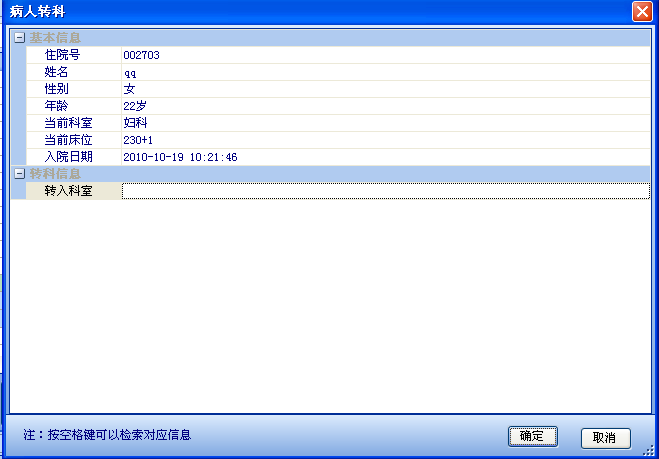 病人转科
基本信息
住院号 002703
姓名 qq
性别 女
年龄 22岁
当前科室 妇科
当前床位 230+1
入院日期 2010-10-19 10:21:46
转科信息
转入科室
注：按空格键可以检索对应信息
确定 取消